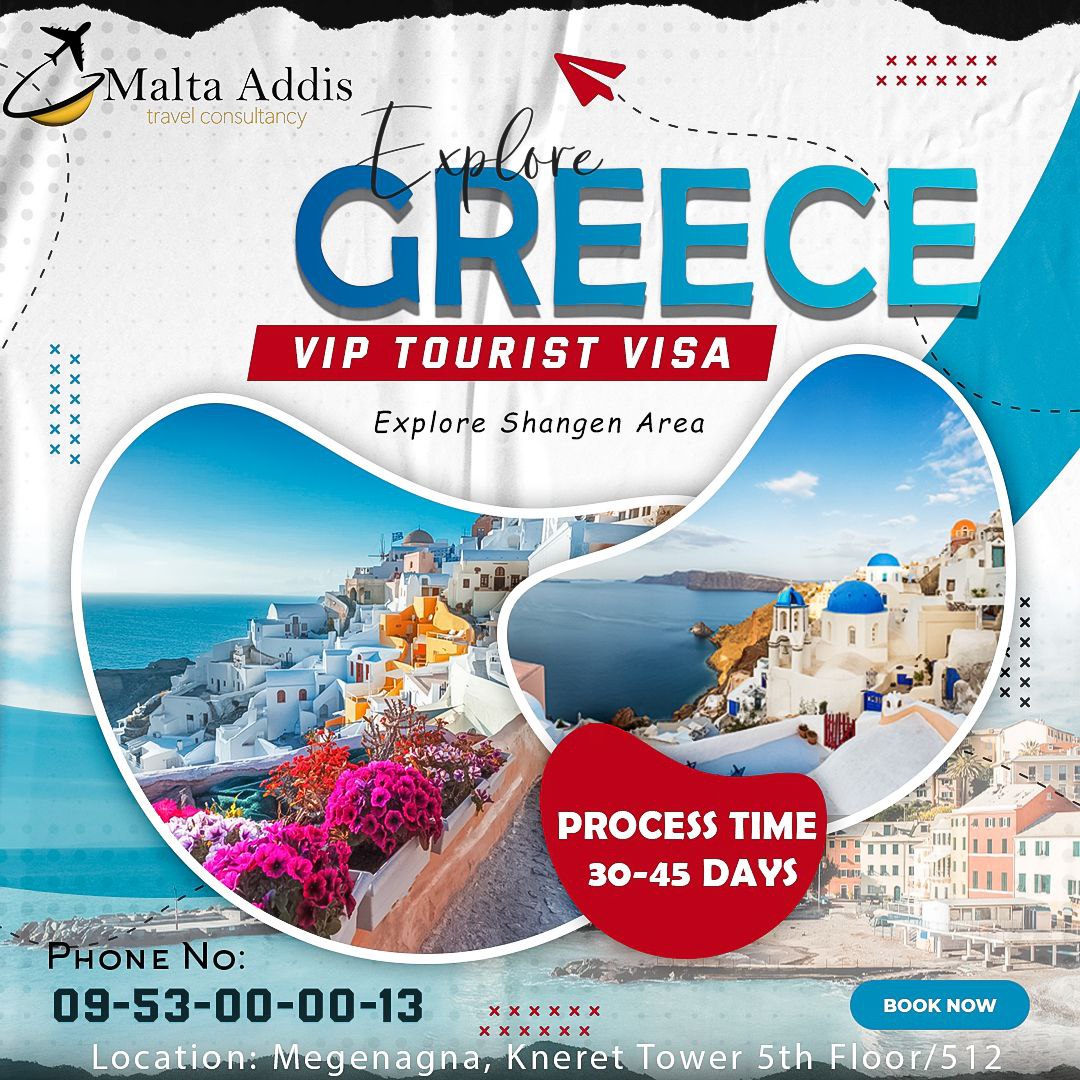 Malta Addis
travel consultancy
Explore
GREECE
VIP TOURIST VISA
Explore Shangen Area
PROCESS TIME
30-45 DAYS
PHONE NO:
09-53-00-00-13
BOOK NOW
Location: Megenagna, Kneret Tower 5th Floor/512